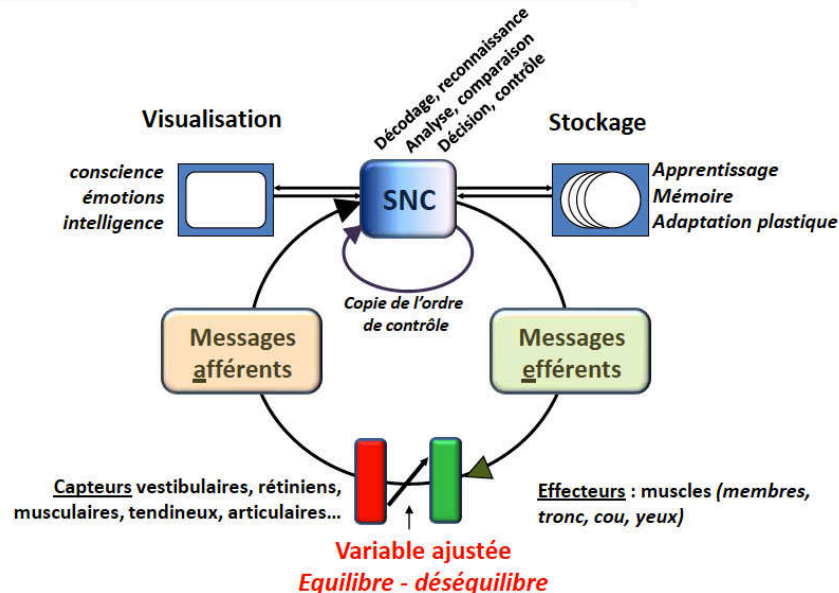 Décodage, reconnaissance
Analyse, comparaison
Décision, contrôle
Visualisation
Stockage
conscience
émotions
intelligence
SNC
Apprentissage
Mémoire
Adaptation plastique
Copie de l’ordre
de contrôle
Messages
afférents
Messages
efférents
Capteurs vestibulaires, rétiniens,
musculaires, tendineux, articulaires...
Effecteurs : muscles (membres,
tronc, cou, yeux)
Variable ajustée
Equilibre - déséquilibre